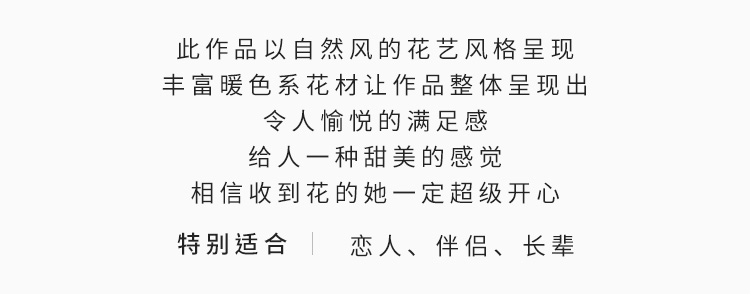 此作品以自然风的花艺风格呈现
丰富暖色系花材让作品整体呈现出
令人愉悦的满足感
给人一种甜美的感觉
相信收到花的她一定超级开心
特别适合｜恋人、伴侣、长辈